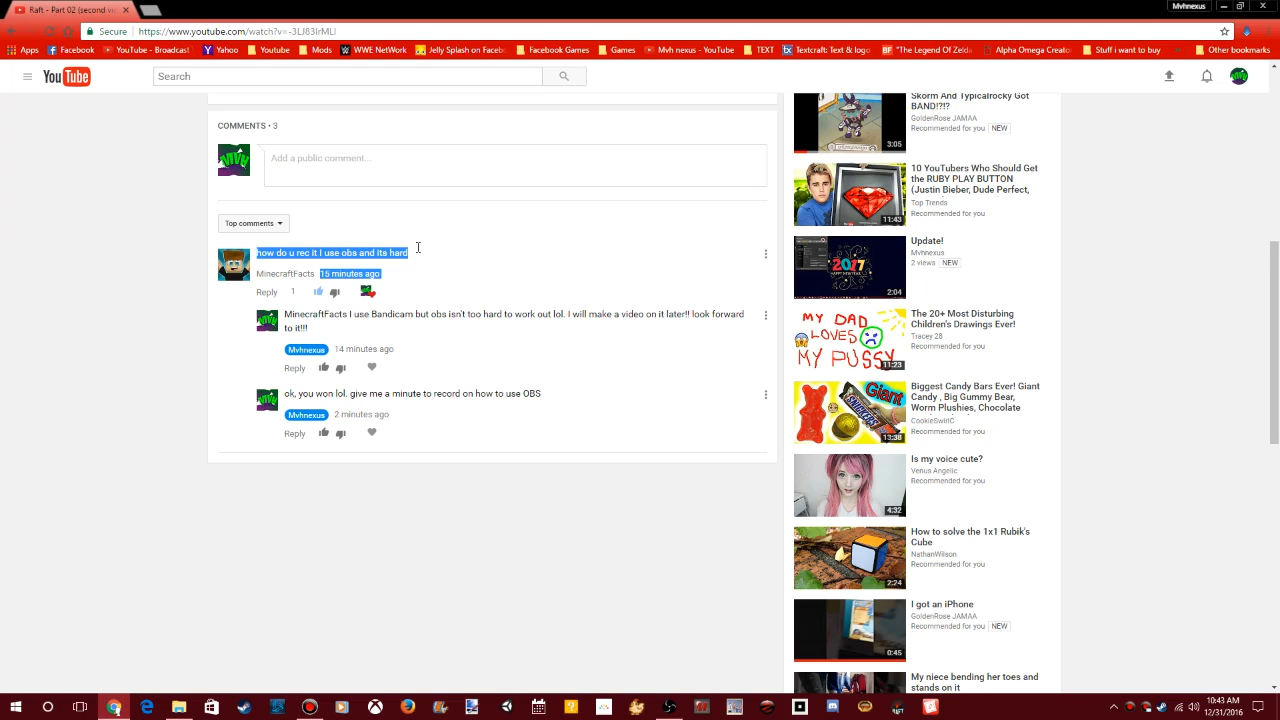 Raft - Part 02 (second vi
Mvhnexus
Secure
https://www.youtube.com/watch?v=-3LJ83IrMLI
Apps
Facebook
YouTube - Broadcast
Yahoo
Youtube
Mods
WWE NetWork
Jelly Splash on Faceb
Facebook Games
Games
Mvh nexus - YouTube
TEXT
Textcraft: Text & logo
"The Legend Of Zelda
Alpha Omega Creato
Stuff i want to buy
Other bookmarks
YouTube
Search
COMMENTS • 3
Add a public comment...
Top comments
how do u rec it I use obs and its hard
MinecraftFacts 15 minutes ago
Reply 1
MinecraftFacts I use Bandicam but obs isn't too hard to work out lol. I will make a video on it later!! look forward
to it!!!
Mvhnexus 14 minutes ago
Reply
ok, you won lol. give me a minute to record on how to use OBS
Mvhnexus 2 minutes ago
Reply
Skorm And Typicalrocky Got
BAND!?!?
GoldenRose JAMAA
Recommended for you NEW
3:05
10 YouTubers Who Should Get
the RUBY PLAY BUTTON
(Justin Bieber, Dude Perfect,
Top Trends
Recommended for you
11:43
Update!
Mvhnexus
2 views NEW
2017
HAPPY NEW YEAR
2:04
The 20+ Most Disturbing
Children's Drawings Ever!
Tracey 28
Recommended for you
MY DAD
LOVES
MY PUSSY
11:23
Biggest Candy Bars Ever! Giant
Candy , Big Gummy Bear,
Worm Plushies, Chocolate
CookieSwirlC
Recommended for you
Giant
13:38
Is my voice cute?
Venus Angelic
Recommended for you
4:32
How to solve the 1x1 Rubik's
Cube
NathanWilson
Recommended for you
2:24
I got an iPhone
GoldenRose JAMAA
Recommended for you NEW
0:45
My niece bending her toes and
stands on it
10:43 AM
12/31/2016